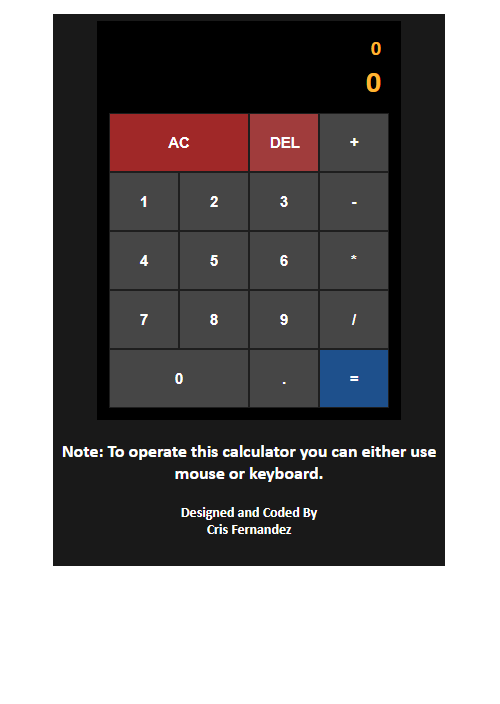 0
0
AC DEL +
1 2 3 -
4 5 6 *
7 8 9 /
0 . =
Note: To operate this calculator you can either use
mouse or keyboard.
Designed and Coded By
Cris Fernandez